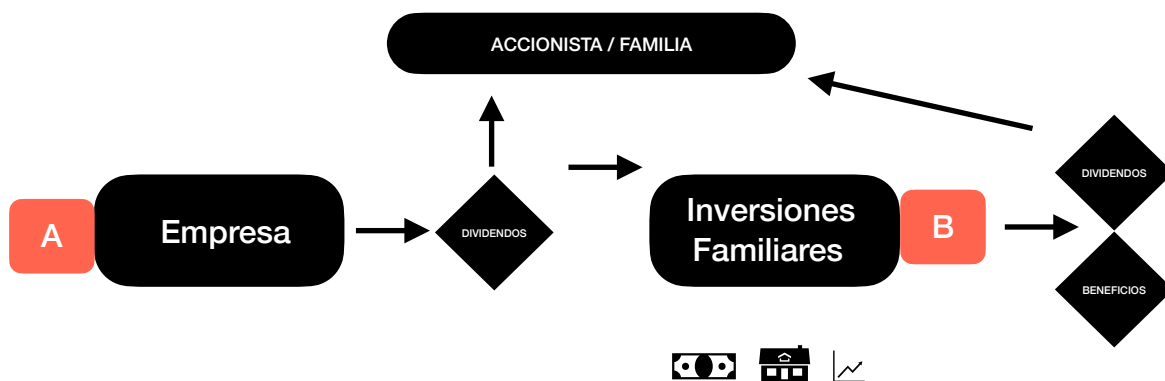 ACCIONISTA / FAMILIA
A
Empresa
DIVIDENDOS
Inversiones
Familiares
B
DIVIDENDOS
BENEFICIOS